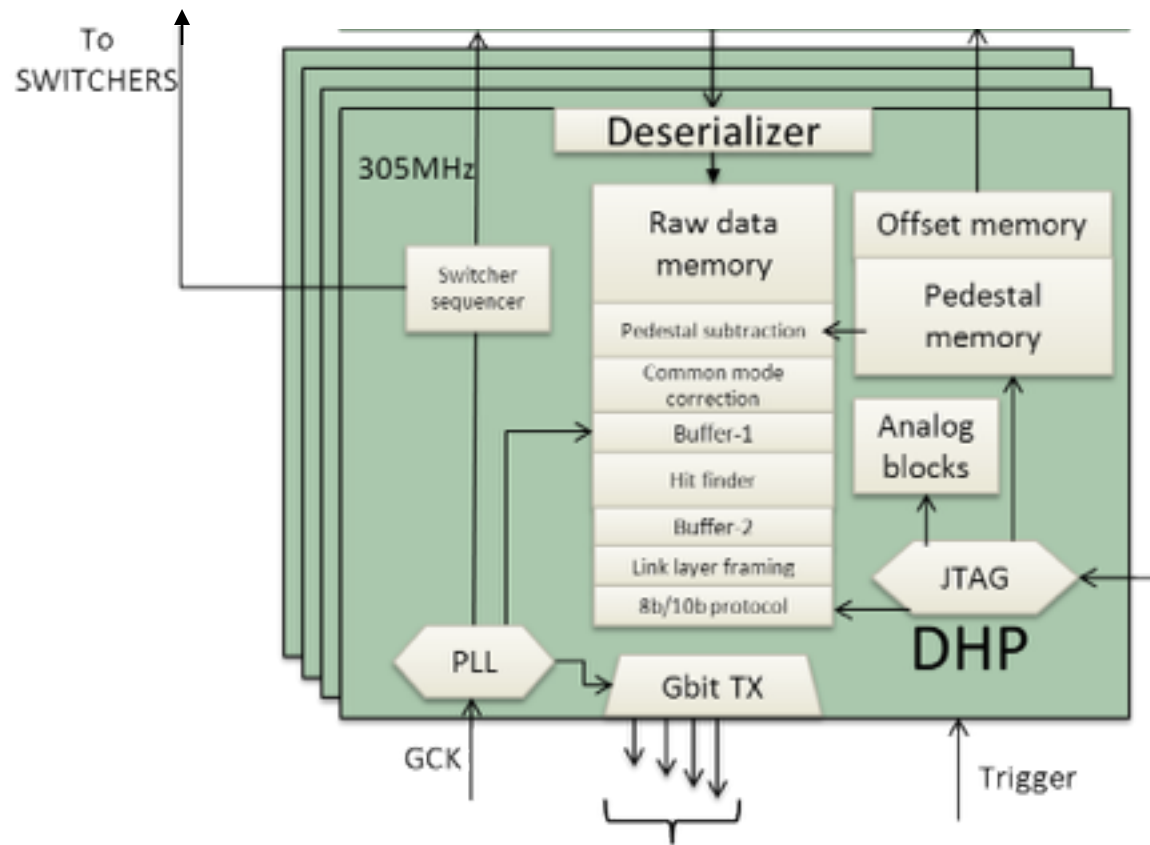 To
SWITCHERS
Deserializer
305MHz
Raw data
memory
Offset memory
Switcher
sequencer
Pedestal
memory
Pedestal subtraction
Common mode
correction
Buffer-1
Analog
blocks
Hit finder
Buffer-2
Link layer framing
JTAG
8b/10b protocol
DHP
PLL
Gbit TX
GCK
Trigger